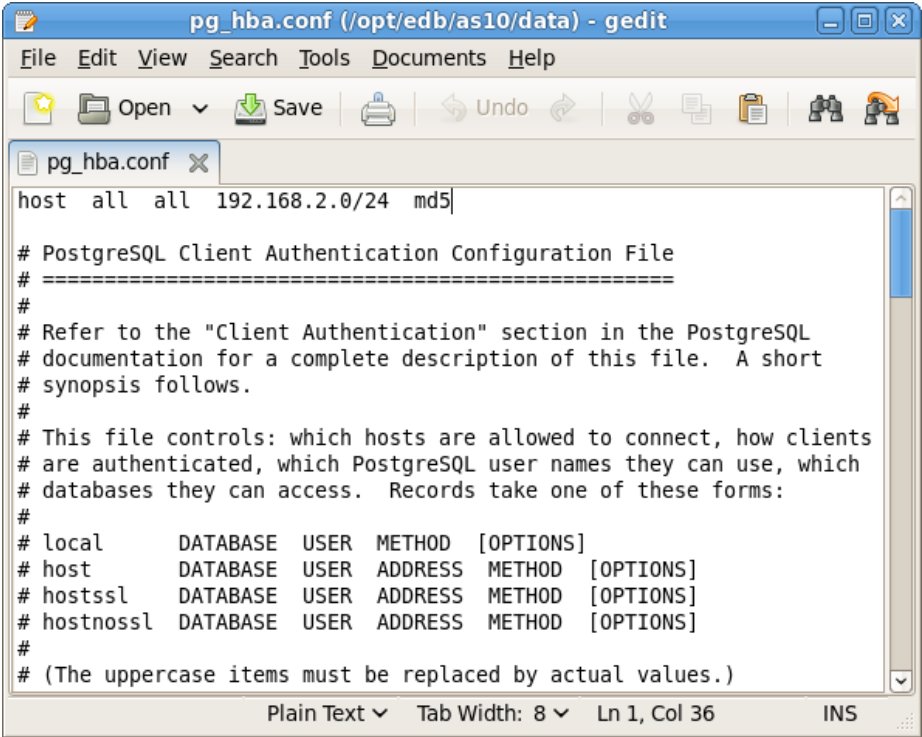 pg_hba.conf (/opt/edb/as10/data) - gedit
File Edit View Search Tools Documents Help
Open Save Undo
pg_hba.conf
host  all  all  192.168.2.0/24  md5
# PostgreSQL Client Authentication Configuration File
# ===================================================
#
# Refer to the "Client Authentication" section in the PostgreSQL
# documentation for a complete description of this file.  A short
# synopsis follows.
#
# This file controls: which hosts are allowed to connect, how clients
# are authenticated, which PostgreSQL user names they can use, which
# databases they can access.  Records take one of these forms:
#
# local      DATABASE  USER  METHOD  [OPTIONS]
# host       DATABASE  USER  ADDRESS  METHOD  [OPTIONS]
# hostssl    DATABASE  USER  ADDRESS  METHOD  [OPTIONS]
# hostnossl  DATABASE  USER  ADDRESS  METHOD  [OPTIONS]
#
# (The uppercase items must be replaced by actual values.)
Plain Text Tab Width: 8 Ln 1, Col 36 INS